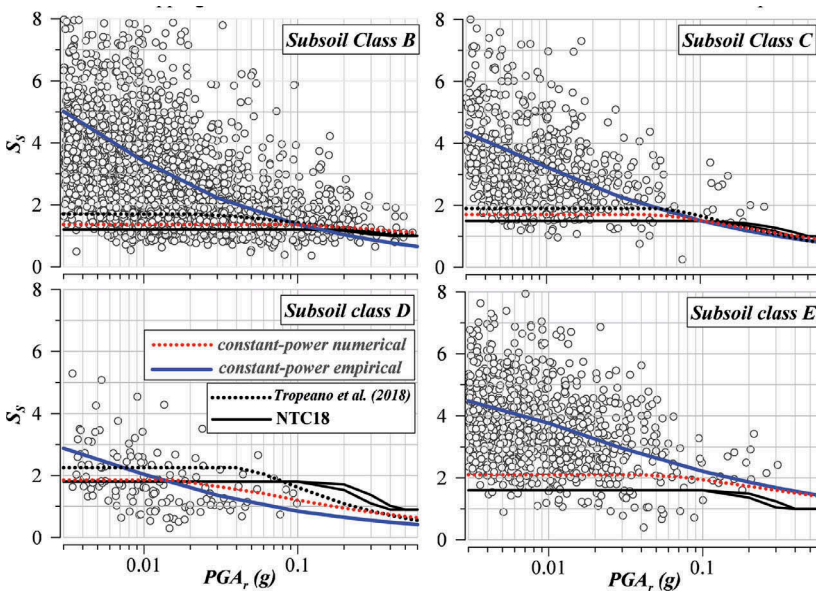 8
Subsoil Class B
Subsoil Class C
6
4
2
0
S_s
8
6
4
2
0
Subsoil class D
Subsoil class E
constant-power numerical
constant-power empirical
Tropeano et al. (2018)
NTC18
8
6
4
2
0
S_s
8
6
4
2
0
0.01
0.1
PGA_r (g)
0.01
0.1
PGA_r (g)